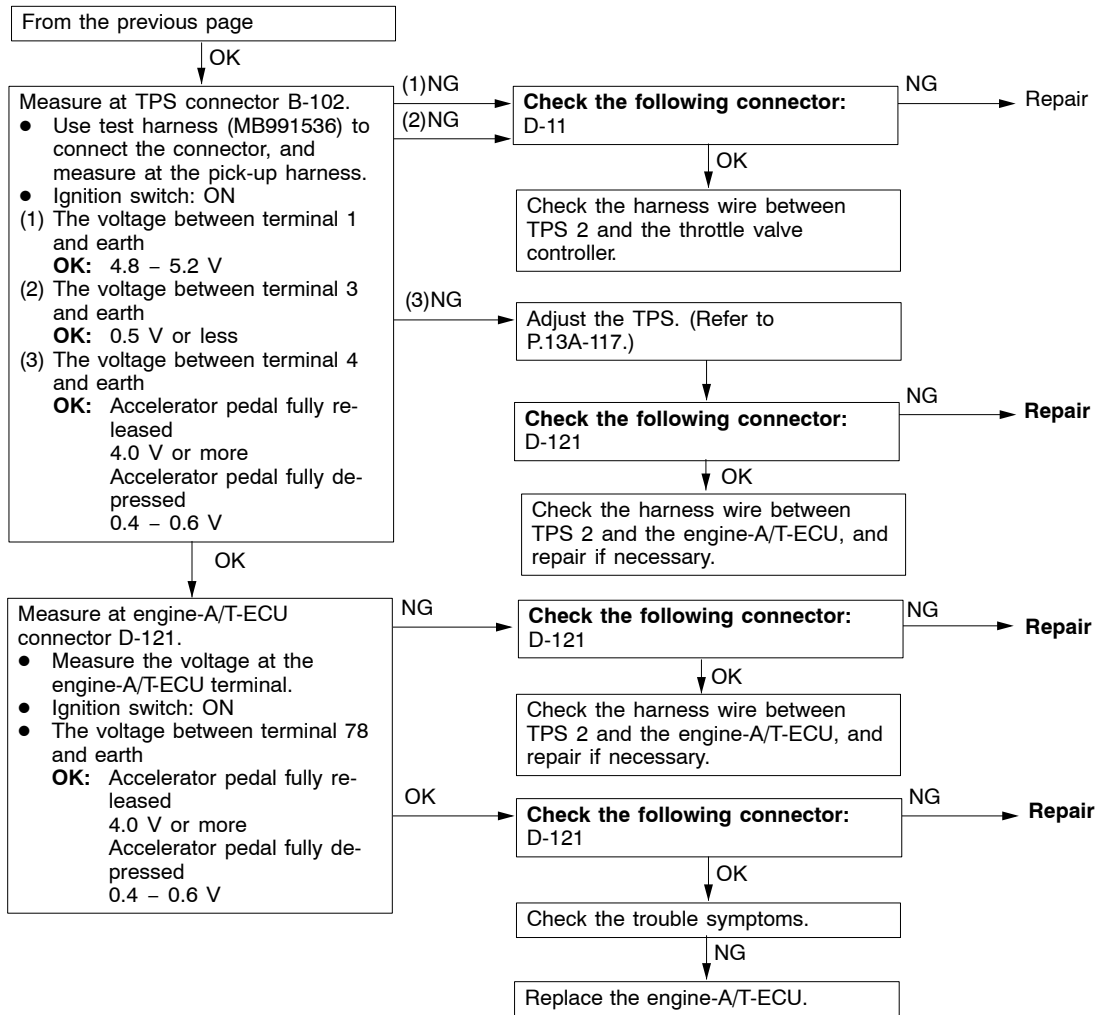 From the previous page
OK
Measure at TPS connector B-102.
● Use test harness (MB991536) to
connect the connector, and
measure at the pick-up harness.
● Ignition switch: ON
(1) The voltage between terminal 1
and earth
OK: 4.8 – 5.2 V
(2) The voltage between terminal 3
and earth
OK: 0.5 V or less
(3) The voltage between terminal 4
and earth
OK: Accelerator pedal fully re-
leased
4.0 V or more
Accelerator pedal fully de-
pressed
0.4 – 0.6 V
(1)NG
(2)NG
Check the following connector:
D-11
NG
Repair
OK
Check the harness wire between
TPS 2 and the throttle valve
controller.
(3)NG
Adjust the TPS. (Refer to
P.13A-117.)
Check the following connector:
D-121
NG
Repair
OK
Check the harness wire between
TPS 2 and the engine-A/T-ECU, and
repair if necessary.
OK
Measure at engine-A/T-ECU
connector D-121.
● Measure the voltage at the
engine-A/T-ECU terminal.
● Ignition switch: ON
● The voltage between terminal 78
and earth
OK: Accelerator pedal fully re-
leased
4.0 V or more
Accelerator pedal fully de-
pressed
0.4 – 0.6 V
NG
Check the following connector:
D-121
NG
Repair
OK
Check the harness wire between
TPS 2 and the engine-A/T-ECU, and
repair if necessary.
OK
Check the following connector:
D-121
NG
Repair
OK
Check the trouble symptoms.
NG
Replace the engine-A/T-ECU.